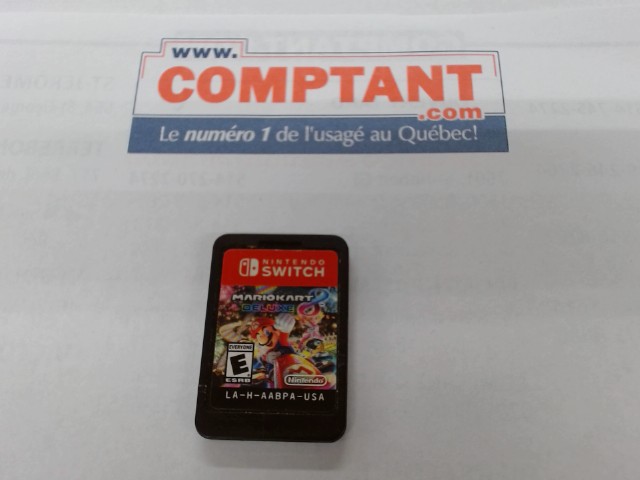 www.
COMPTANT
.com
Le numéro 1 de l'usagé au Québec!
NINTENDO
SWITCH
MARIOKART 8
DELUXE
EVERYONE
E
ESRB
Nintendo
LA-H-AABPA-USA